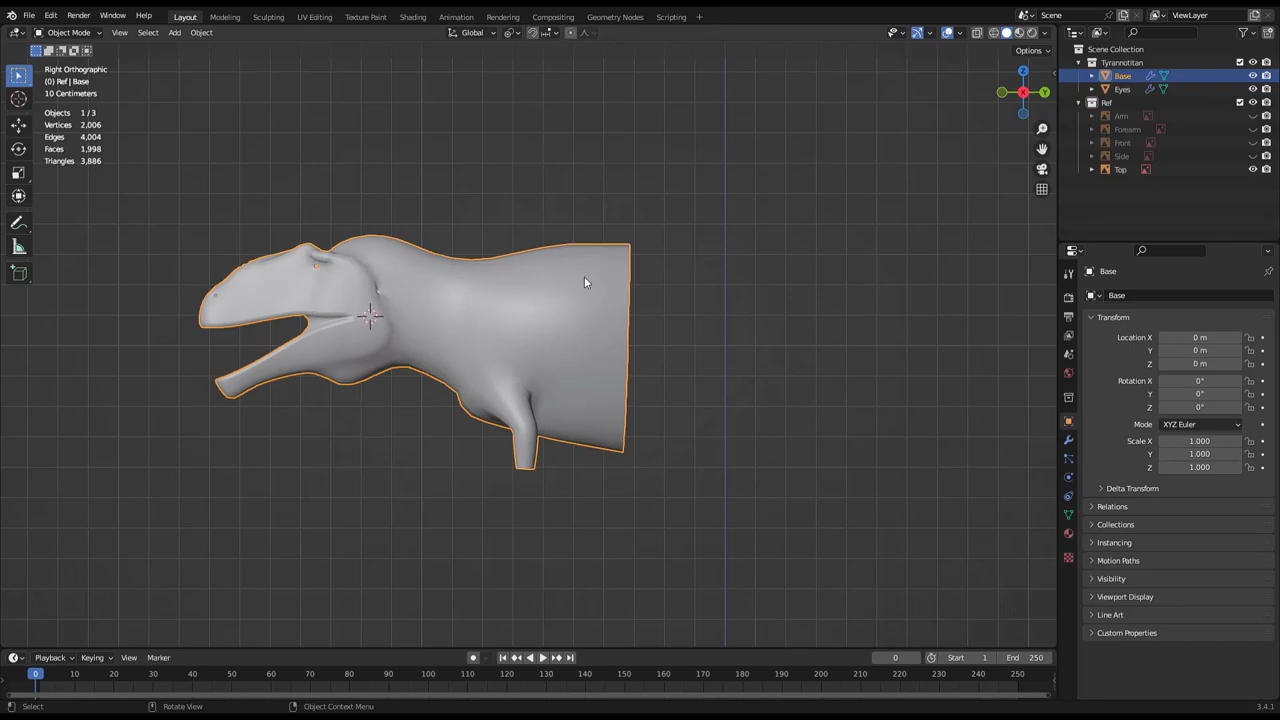 File Edit Render Window Help Layout Modeling Sculpting UV Editing Texture Paint Shading Animation Rendering Compositing Geometry Nodes Scripting + Scene ViewLayer
Object Mode View Select Add Object Global
Options
Right Orthographic
(0) Ref | Base
10 Centimeters
Objects 1 / 3
Vertices 2,006
Edges 4,004
Faces 1,998
Triangles 3,886
Z
X
Y
Scene Collection
Tyrannotitan
Base
Eyes
Ref
Arm
Forearm
Front
Side
Top
Base
Base
Transform
Location X 0 m
Y 0 m
Z 0 m
Rotation X 0°
Y 0°
Z 0°
Mode XYZ Euler
Scale X 1.000
Y 1.000
Z 1.000
Delta Transform
Relations
Collections
Instancing
Motion Paths
Visibility
Viewport Display
Line Art
Custom Properties
Playback Keying View Marker 0 Start 1 End 250
0 10 20 30 40 50 60 70 80 90 100 110 120 130 140 150 160 170 180 190 200 210 220 230 240 250
Select Rotate View Object Context Menu 3.4.1